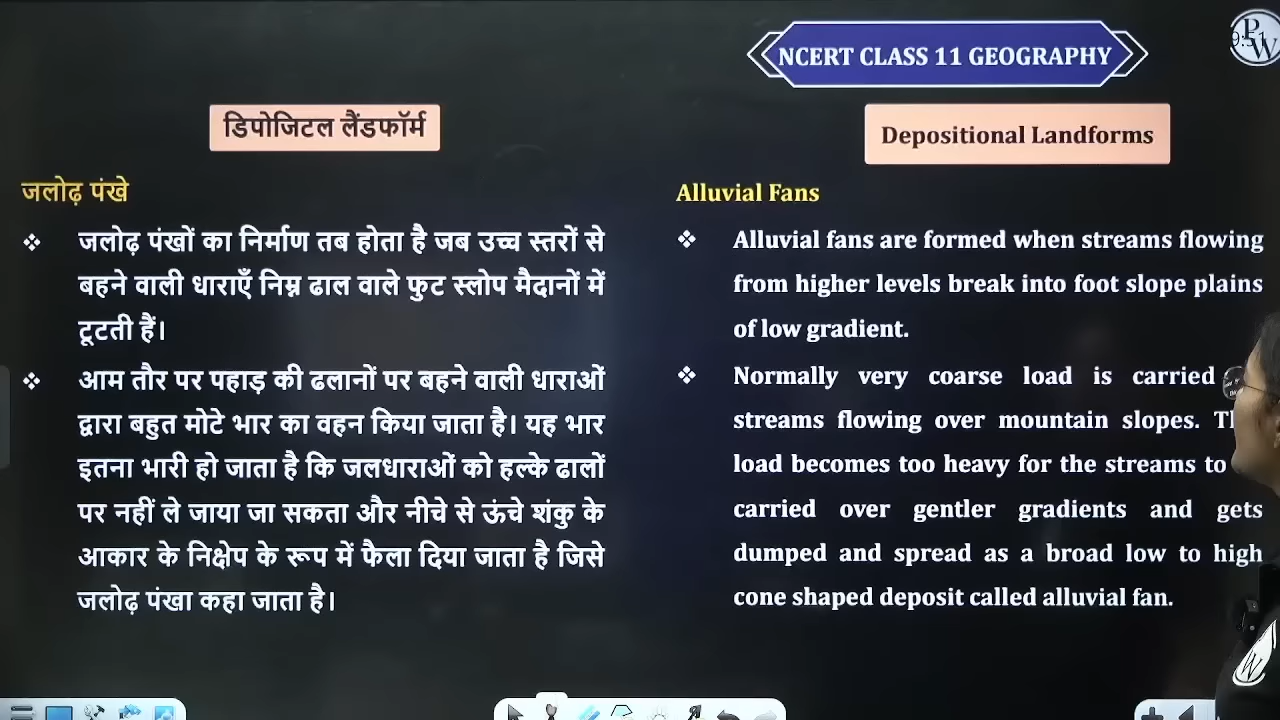 NCERT CLASS 11 GEOGRAPHY
PW
डिपोजिटल लैंडफॉर्म
जलोढ़ पंखे
❖ जलोढ़ पंखों का निर्माण तब होता है जब उच्च स्तरों से
बहने वाली धाराएँ निम्न ढाल वाले फुट स्लोप मैदानों में
टूटती हैं।
❖ आम तौर पर पहाड़ की ढलानों पर बहने वाली धाराओं
द्वारा बहुत मोटे भार का वहन किया जाता है। यह भार
इतना भारी हो जाता है कि जलधाराओं को हल्के ढालों
पर नहीं ले जाया जा सकता और नीचे से ऊंचे शंकु के
आकार के निक्षेप के रूप में फैला दिया जाता है जिसे
जलोढ़ पंखा कहा जाता है।
Depositional Landforms
Alluvial Fans
❖ Alluvial fans are formed when streams flowing
from higher levels break into foot slope plains
of low gradient.
❖ Normally very coarse load is carried
streams flowing over mountain slopes.
load becomes too heavy for the streams to
carried over gentler gradients and gets
dumped and spread as a broad low to high
cone shaped deposit called alluvial fan.